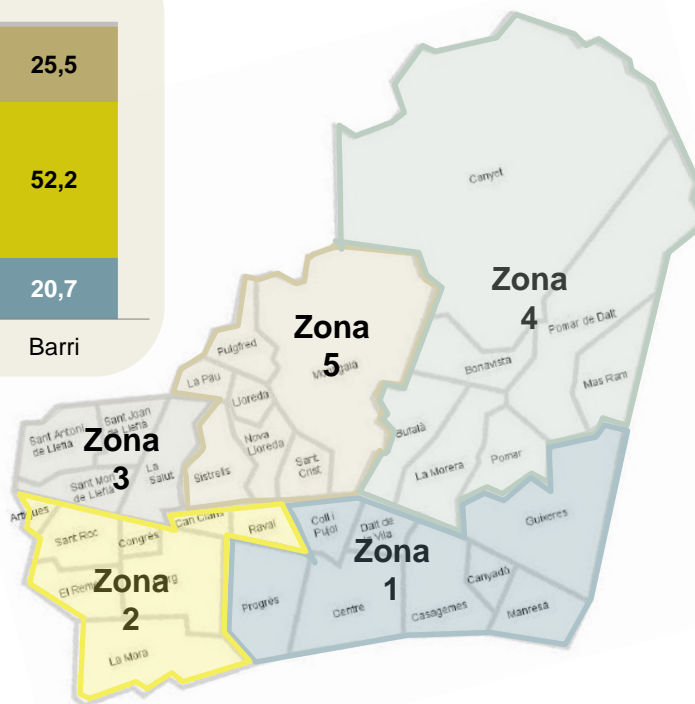 25,5
52,2
20,7
Barri
Canyet
Zona
4
Pomar de Dalt
Bonavista
Mas Ram
Bufalà
La Morera
Pomar
Zona
5
Puigfred
La Pau
Lloreda
Nova
Lloreda
Sant
Crist
Sistrells
Zona
3
Sant Antoni
de Llefià
Sant Joan
de Llefià
La
Salut
Sant Mori
de Llefià
Artigues
Sant Roc
Congrés
Can Claris
Raval
El Remei
Zona
2
La Mora
Coll i
Pujol
Dalt de
la Vila
Guixeres
Zona
1
Canyadó
Progrés
Centre
Casagemes
Manresà